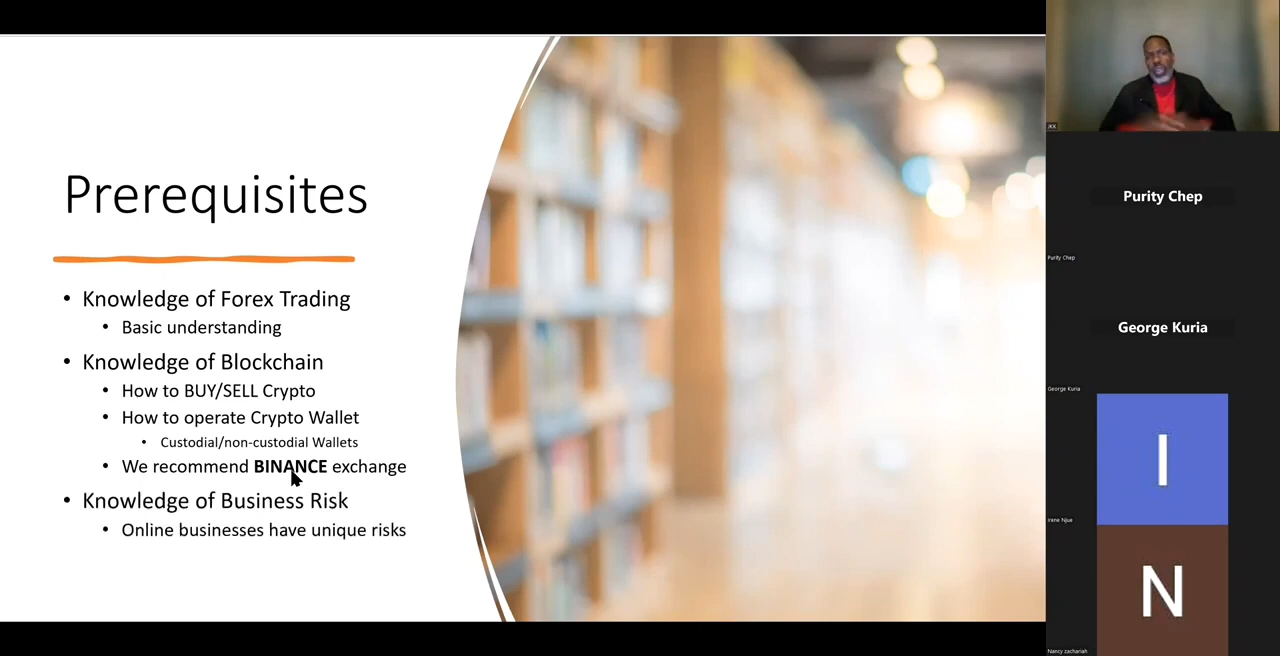 Prerequisites
• Knowledge of Forex Trading
• Basic understanding
• Knowledge of Blockchain
• How to BUY/SELL Crypto
• How to operate Crypto Wallet
• Custodial/non-custodial Wallets
• We recommend BINANCE exchange
• Knowledge of Business Risk
• Online businesses have unique risks
JKK
Purity Chep
Purity Chep
George Kuria
George Kuria
I
Irene Njue
N
Nancy zachariah